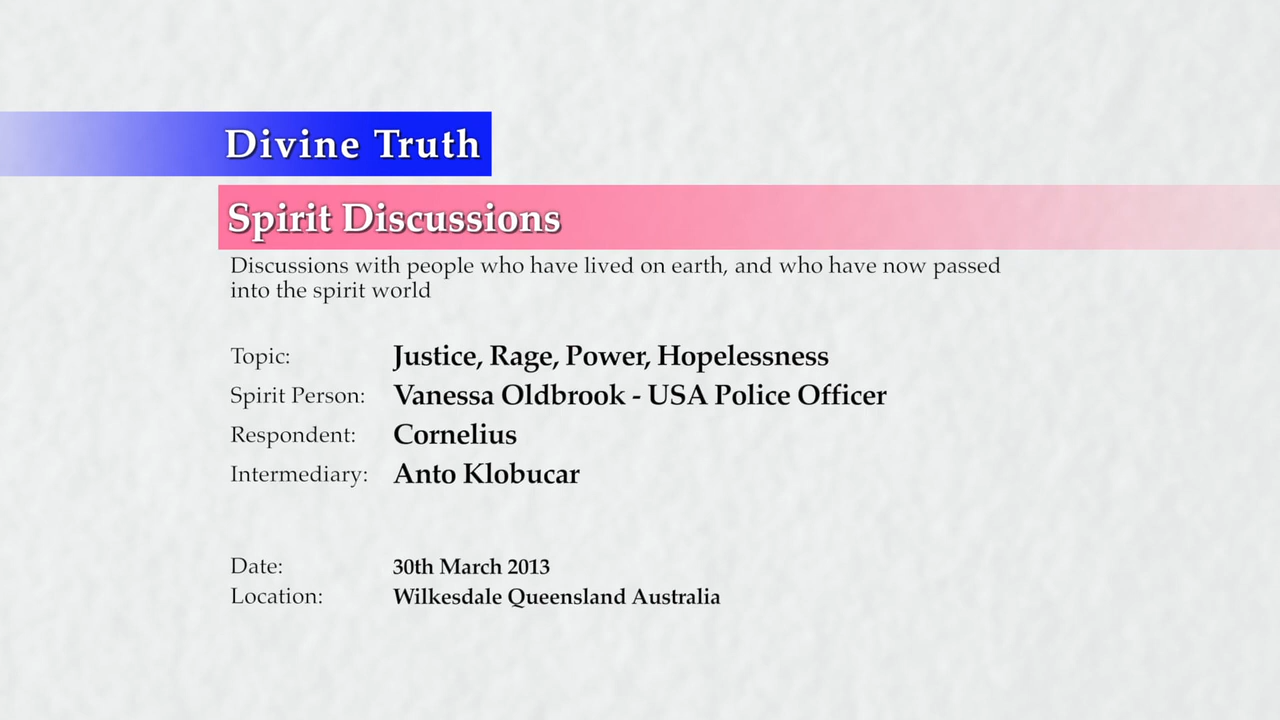 Divine Truth
Spirit Discussions
Discussions with people who have lived on earth, and who have now passed
into the spirit world
Topic: Justice, Rage, Power, Hopelessness
Spirit Person: Vanessa Oldbrook - USA Police Officer
Respondent: Cornelius
Intermediary: Anto Klobucar
Date: 30th March 2013
Location: Wilkesdale Queensland Australia